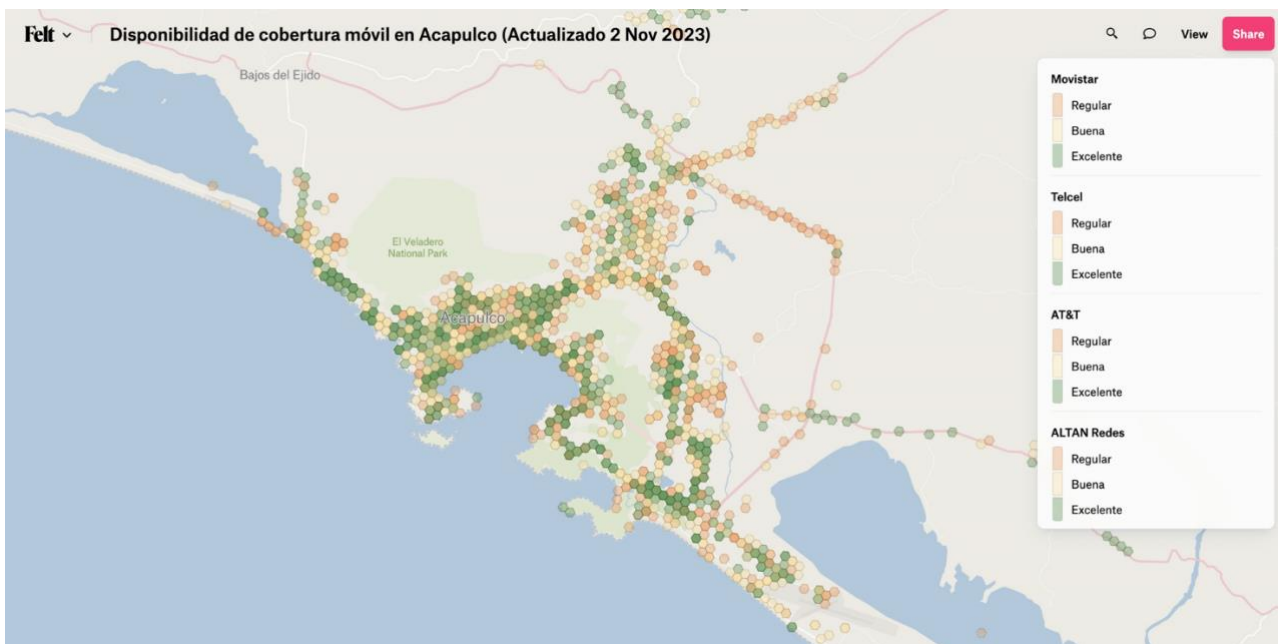 Felt
Disponibilidad de cobertura móvil en Acapulco (Actualizado 2 Nov 2023)
View
Share
Bajos del Ejido
El Veladero
National Park
Acapulco
Movistar
Regular
Buena
Excelente
Telcel
Regular
Buena
Excelente
AT&T
Regular
Buena
Excelente
ALTAN Redes
Regular
Buena
Excelente